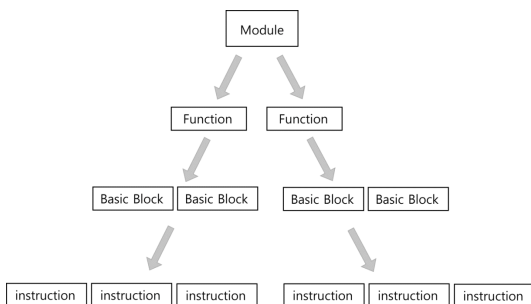 Module
Function Function
Basic Block Basic Block Basic Block Basic Block
instruction instruction instruction instruction instruction instruction